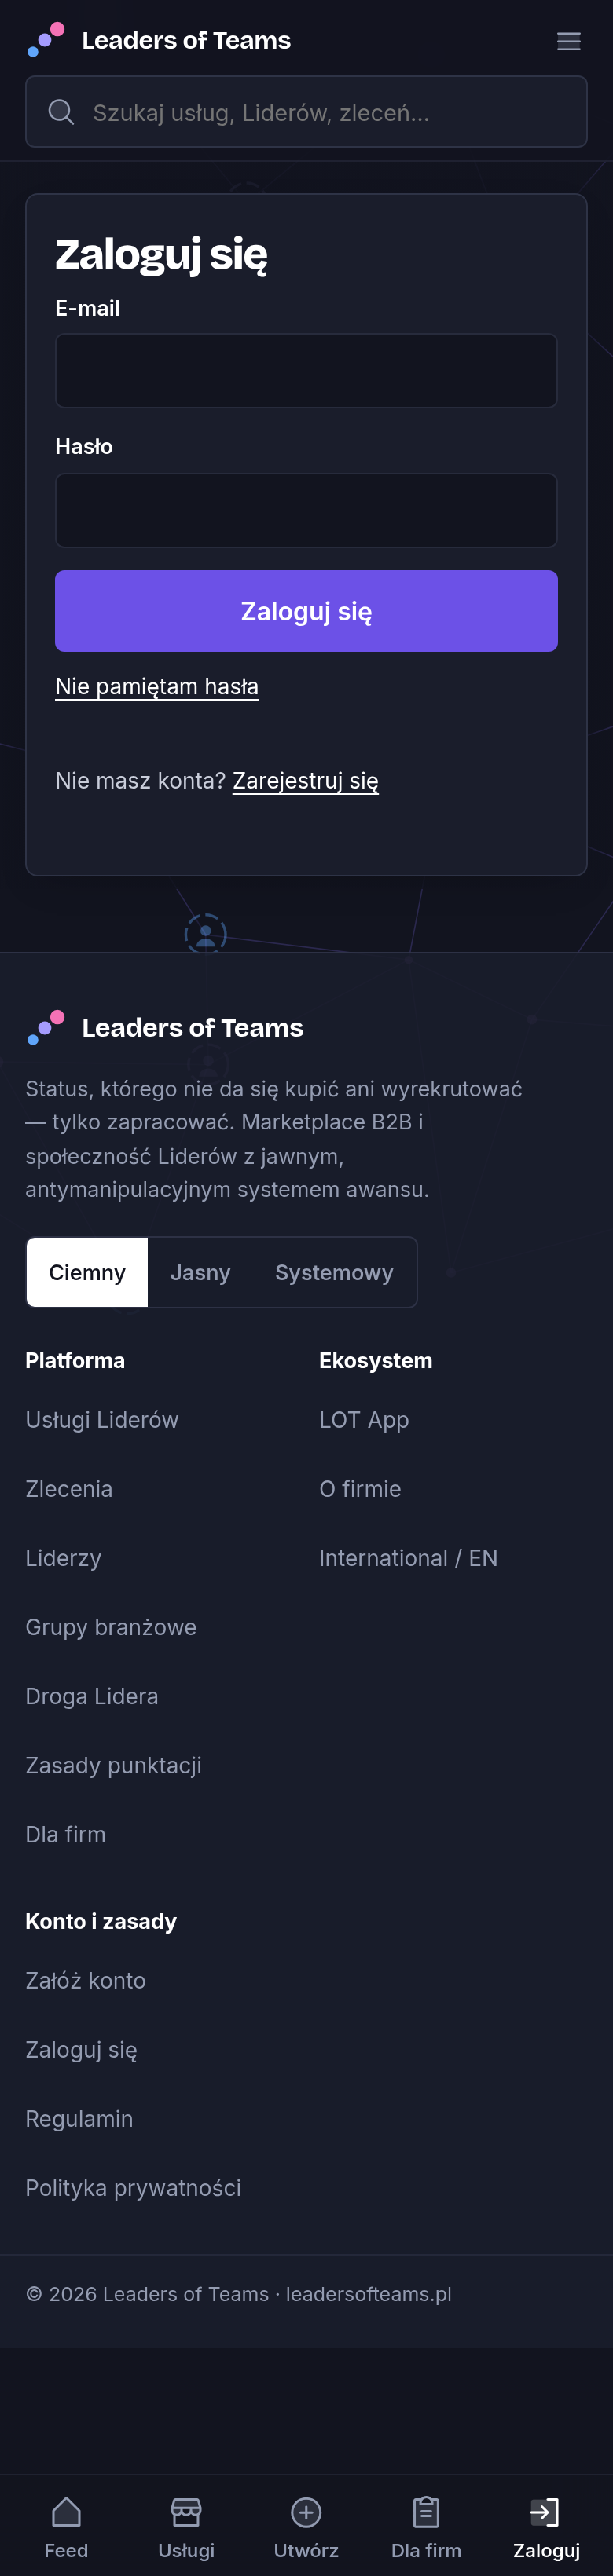 Leaders of Teams
Szukaj usług, Liderów, zleceń...
Zaloguj się
E-mail
Hasło
Zaloguj się
Nie pamiętam hasła
Nie masz konta? Zarejestruj się
Leaders of Teams
Status, którego nie da się kupić ani wyrekrutować
— tylko zapracować. Marketplace B2B i
społeczność Liderów z jawnym,
antymanipulacyjnym systemem awansu.
Ciemny Jasny Systemowy
Platforma
Usługi Liderów
Zlecenia
Liderzy
Grupy branżowe
Droga Lidera
Zasady punktacji
Dla firm
Ekosystem
LOT App
O firmie
International / EN
Konto i zasady
Załóż konto
Zaloguj się
Regulamin
Polityka prywatności
© 2026 Leaders of Teams · leadersofteams.pl
Feed Usługi Utwórz Dla firm Zaloguj